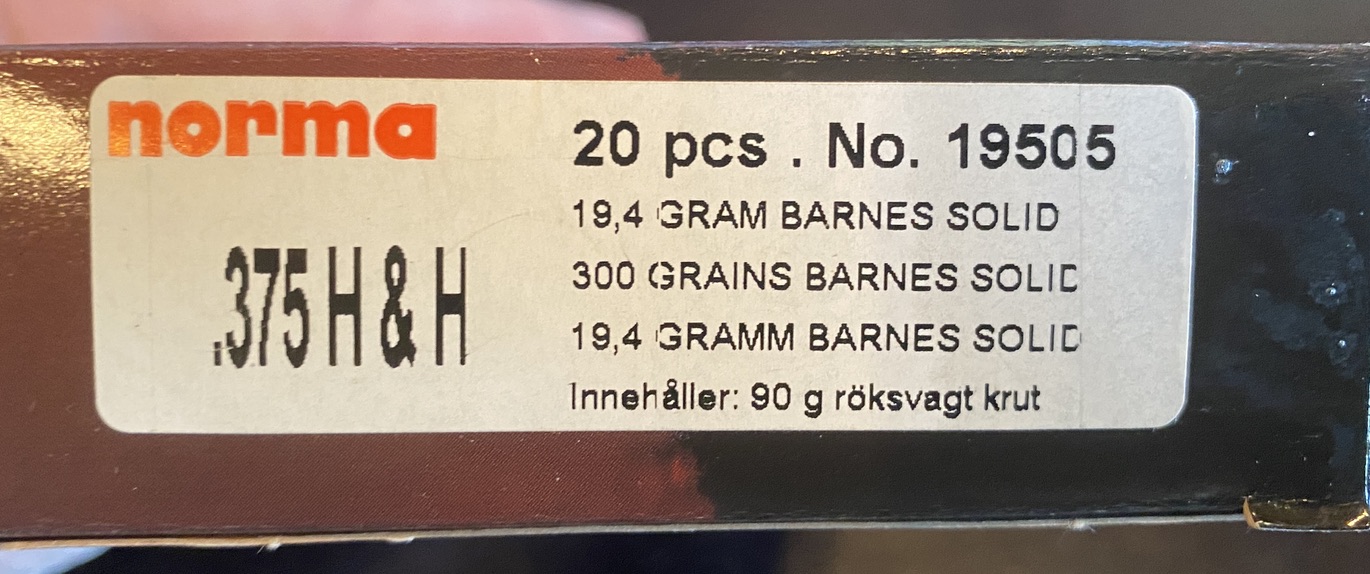 norma
20 pcs . No. 19505
19,4 GRAM BARNES SOLID
300 GRAINS BARNES SOLID
19,4 GRAMM BARNES SOLID
Innehåller: 90 g röksvagt krut
.375 H & H